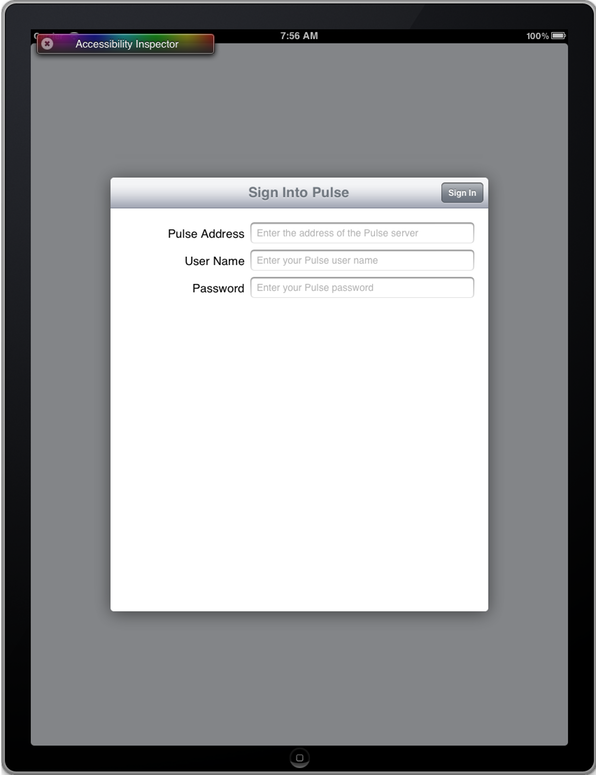 7:56 AM
100%
Accessibility Inspector
Sign Into Pulse
Sign In
Pulse Address
Enter the address of the Pulse server
User Name
Enter your Pulse user name
Password
Enter your Pulse password